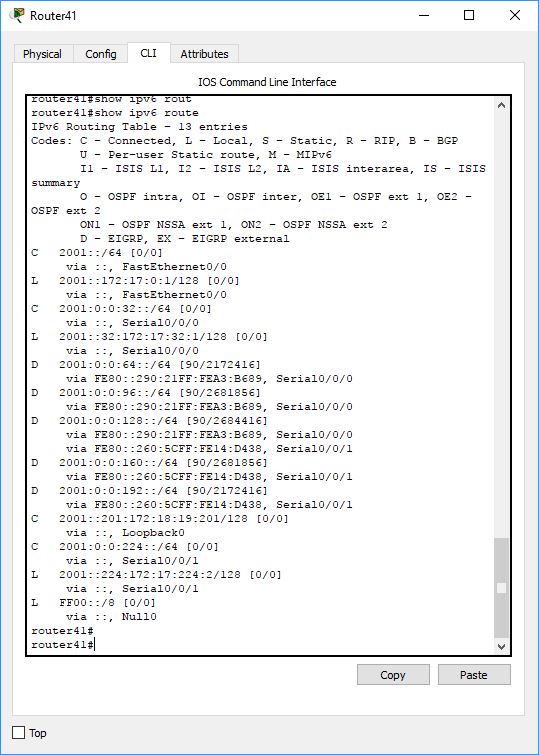 Router41
Physical Config CLI Attributes
IOS Command Line Interface
router41#show ipv6 rout
router41#show ipv6 route
IPv6 Routing Table - 13 entries
Codes: C - Connected, L - Local, S - Static, R - RIP, B - BGP
U - Per-user Static route, M - MIPv6
I1 - ISIS L1, I2 - ISIS L2, IA - ISIS interarea, IS - ISIS
summary
O - OSPF intra, OI - OSPF inter, OE1 - OSPF ext 1, OE2 -
OSPF ext 2
ON1 - OSPF NSSA ext 1, ON2 - OSPF NSSA ext 2
D - EIGRP, EX - EIGRP external
C 2001::/64 [0/0]
via ::, FastEthernet0/0
L 2001::172:17:0:1/128 [0/0]
via ::, FastEthernet0/0
C 2001:0:0:32::/64 [0/0]
via ::, Serial0/0/0
L 2001::32:172:17:32:1/128 [0/0]
via ::, Serial0/0/0
D 2001:0:0:64::/64 [90/2172416]
via FE80::290:21FF:FEA3:B689, Serial0/0/0
D 2001:0:0:96::/64 [90/2681856]
via FE80::290:21FF:FEA3:B689, Serial0/0/0
D 2001:0:0:128::/64 [90/2684416]
via FE80::290:21FF:FEA3:B689, Serial0/0/0
via FE80::260:5CFF:FE14:D438, Serial0/0/1
D 2001:0:0:160::/64 [90/2681856]
via FE80::260:5CFF:FE14:D438, Serial0/0/1
D 2001:0:0:192::/64 [90/2172416]
via FE80::260:5CFF:FE14:D438, Serial0/0/1
C 2001::201:172:18:19:201/128 [0/0]
via ::, Loopback0
C 2001:0:0:224::/64 [0/0]
via ::, Serial0/0/1
L 2001::224:172:17:224:2/128 [0/0]
via ::, Serial0/0/1
L FF00::/8 [0/0]
via ::, Null0
router41#
router41#
Copy Paste
Top